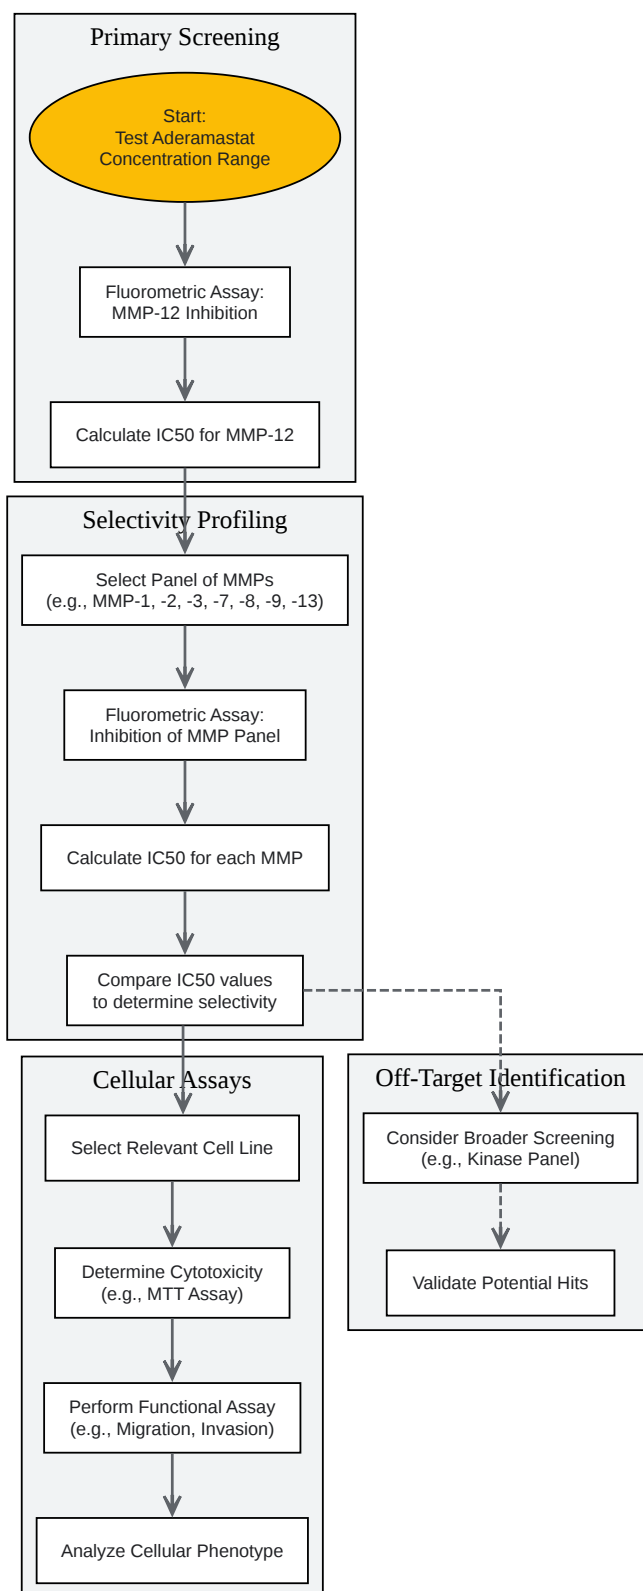 Primary Screening
Start:
Test Aderamastat
Concentration Range
Fluorometric Assay:
MMP-12 Inhibition
Calculate IC50 for MMP-12
Selectivity Profiling
Select Panel of MMPs
(e.g., MMP-1, -2, -3, -7, -8, -9, -13)
Fluorometric Assay:
Inhibition of MMP Panel
Calculate IC50 for each MMP
Compare IC50 values
to determine selectivity
Cellular Assays
Select Relevant Cell Line
Determine Cytotoxicity
(e.g., MTT Assay)
Perform Functional Assay
(e.g., Migration, Invasion)
Analyze Cellular Phenotype
Off-Target Identification
Consider Broader Screening
(e.g., Kinase Panel)
Validate Potential Hits